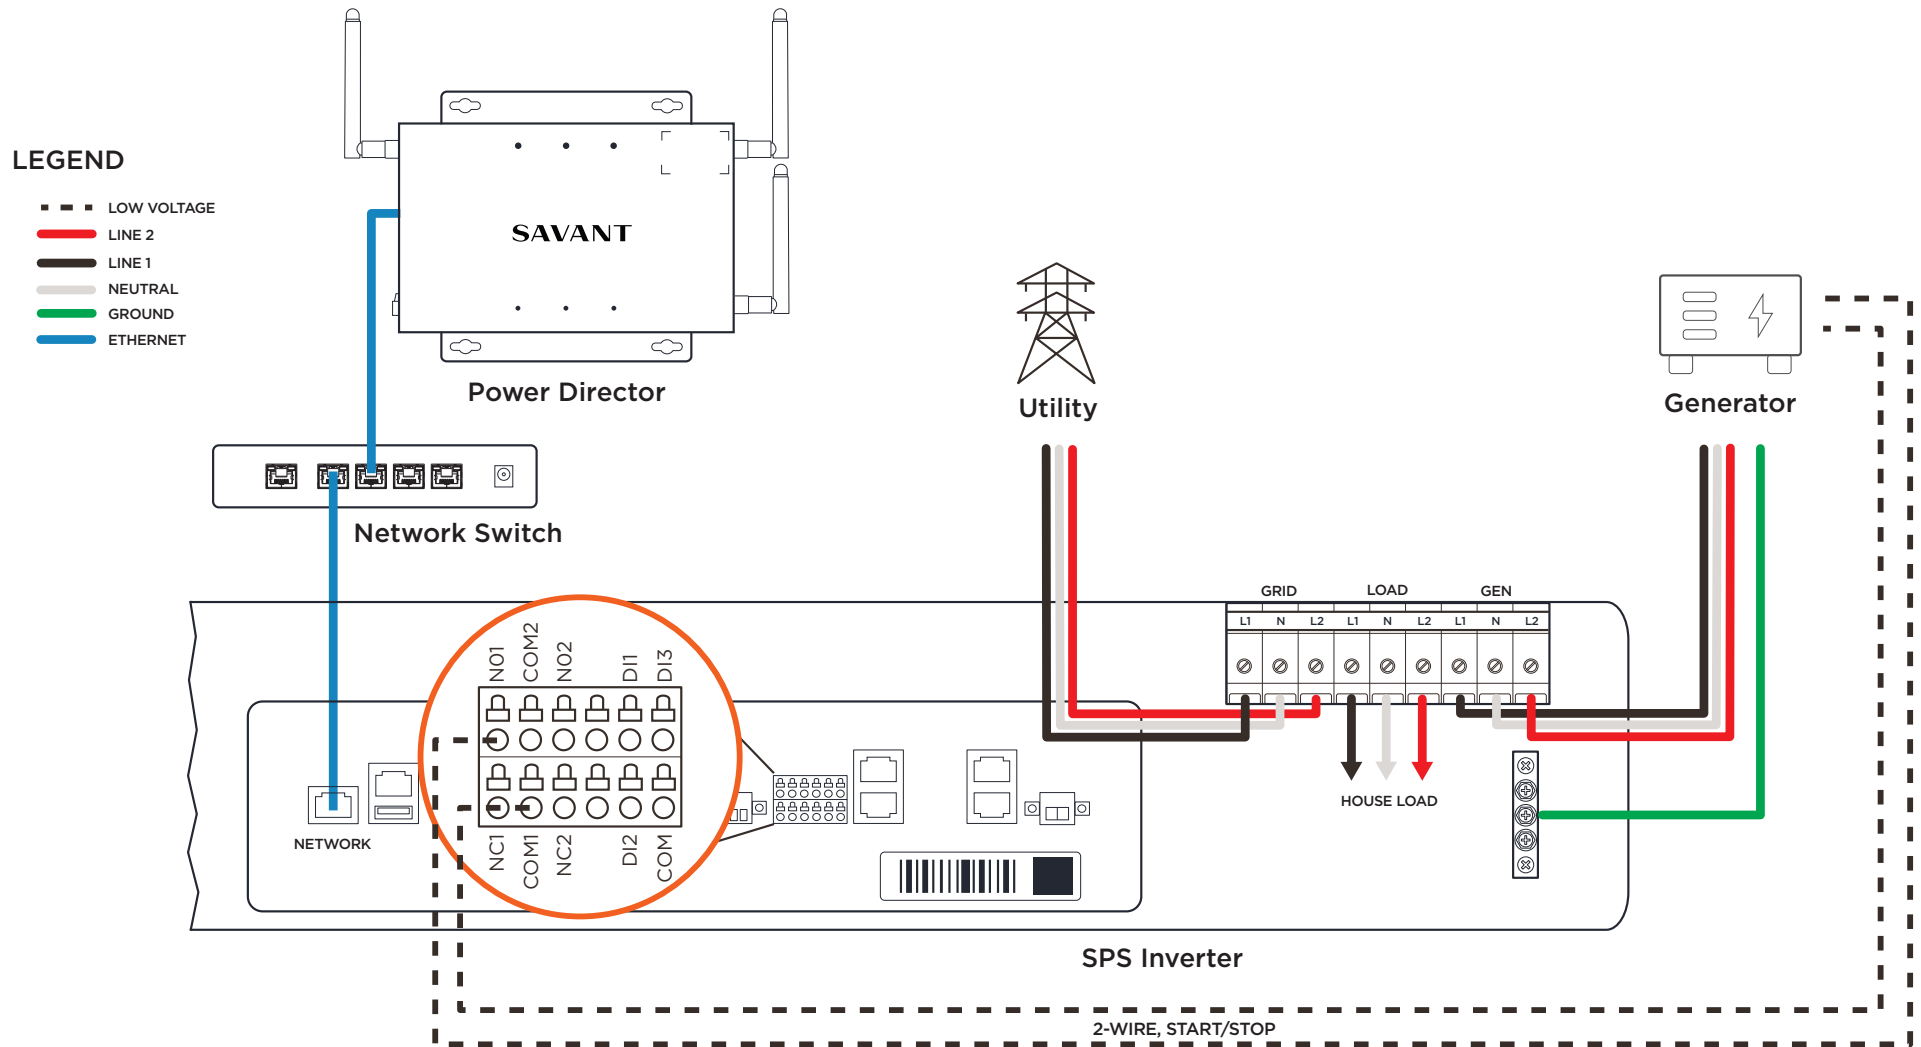 LEGEND
LOW VOLTAGE
LINE 2
LINE 1
NEUTRAL
GROUND
ETHERNET
SAVANT
Power Director
Utility
Generator
Network Switch
GRID LOAD GEN
L1 N L2 L1 N L2 L1 N L2
NO1 COM2 NO2 DI1 DI3
NC1 COM1 NC2 DI2 COM
NETWORK
HOUSE LOAD
SPS Inverter
2-WIRE, START/STOP